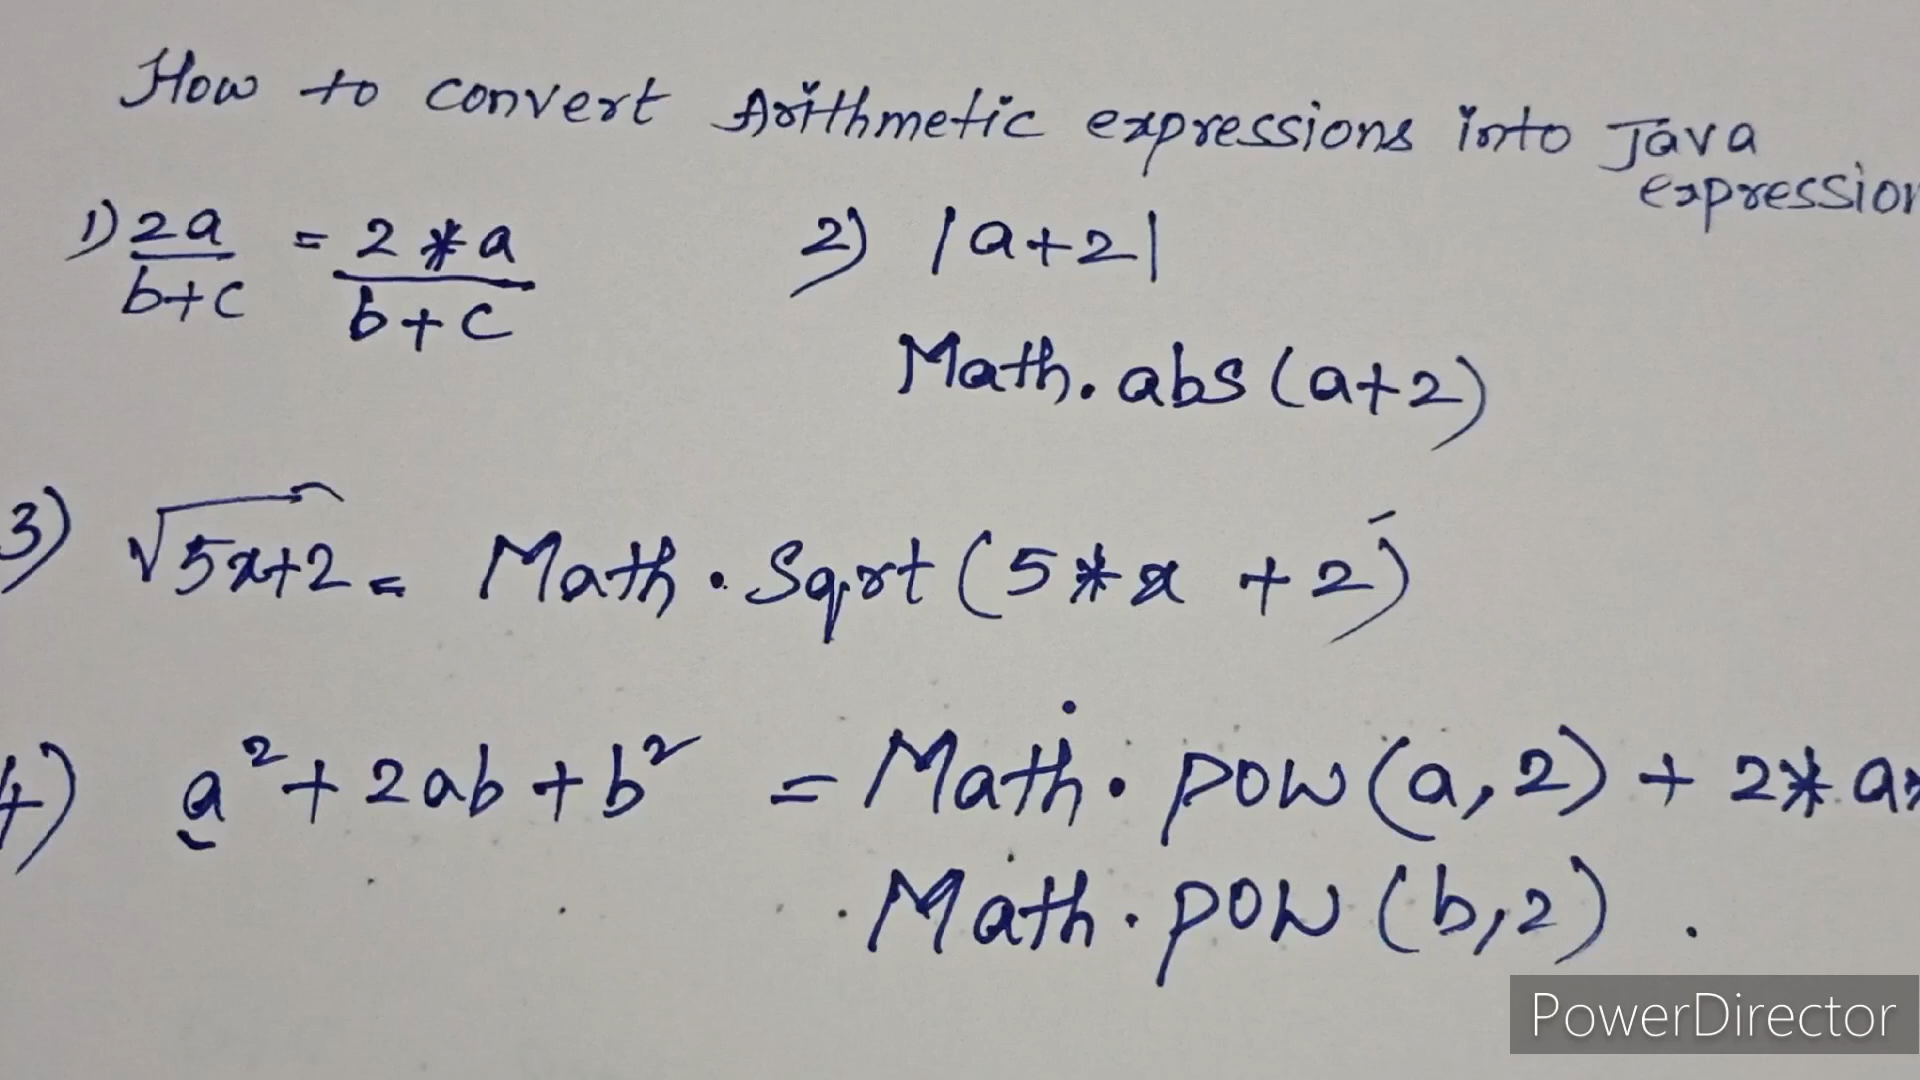 How to convert Arithmetic expressions into Java
expression
1) 2a/b+c = 2*a/b+c
2) |a+2|
Math.abs(a+2)
3) √5x+2 = Math.Sqrt(5*x+2)
4) a²+2ab+b² = Math.pow(a,2)+2*a*
Math.pow(b,2).
PowerDirector